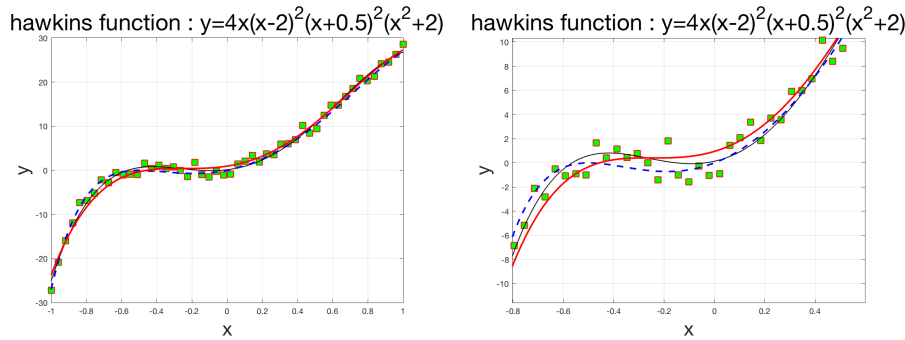 hawkins function : y=4x(x-2)²(x+0.5)²(x²+2)
30
20
10
0
-10
-20
-30
y
-1 -0.8 -0.6 -0.4 -0.2 0 0.2 0.4 0.6 0.8 1
x
hawkins function : y=4x(x-2)²(x+0.5)²(x²+2)
10
8
6
4
2
0
-2
-4
-6
-8
-10
y
-0.8 -0.6 -0.4 -0.2 0 0.2 0.4
x